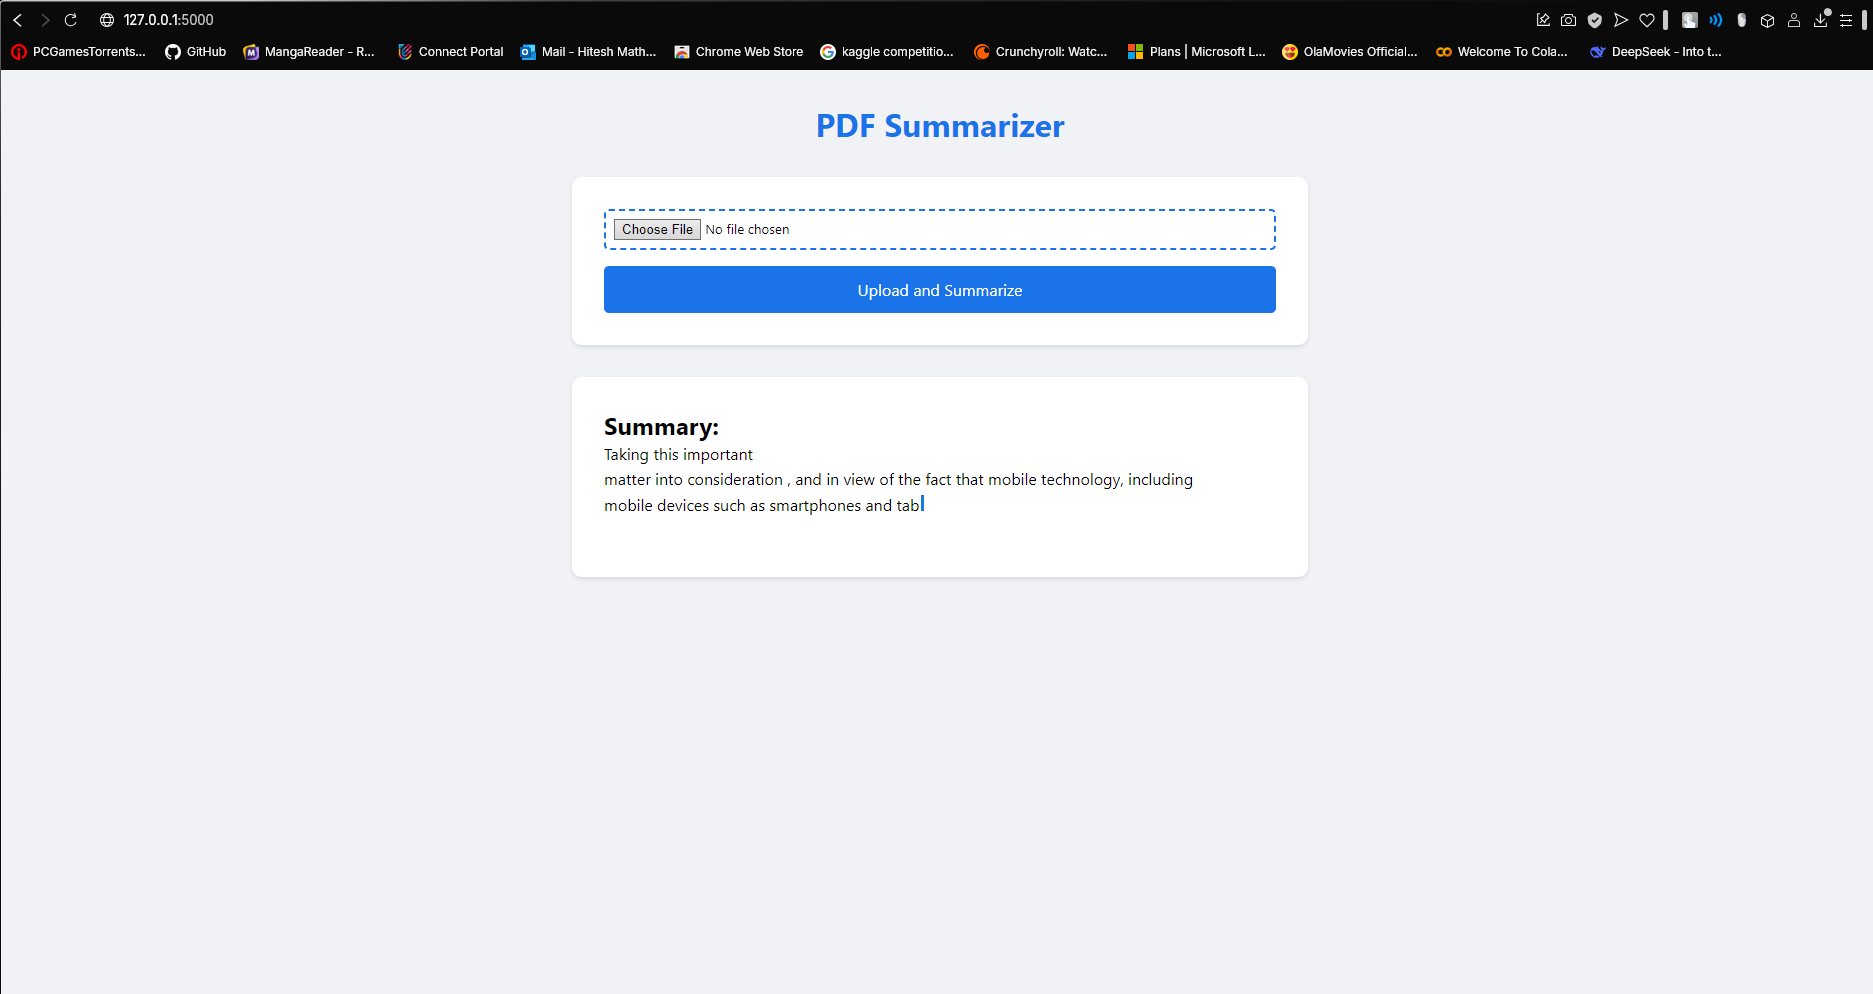 127.0.0.1:5000
PCGamesTorrents... GitHub MangaReader - R... Connect Portal Mail - Hitesh Math... Chrome Web Store kaggle competitio... Crunchyroll: Watc... Plans | Microsoft L... OlaMovies Official... Welcome To Cola... DeepSeek - Into t...
PDF Summarizer
Choose File No file chosen
Upload and Summarize
Summary:
Taking this important
matter into consideration , and in view of the fact that mobile technology, including
mobile devices such as smartphones and tab